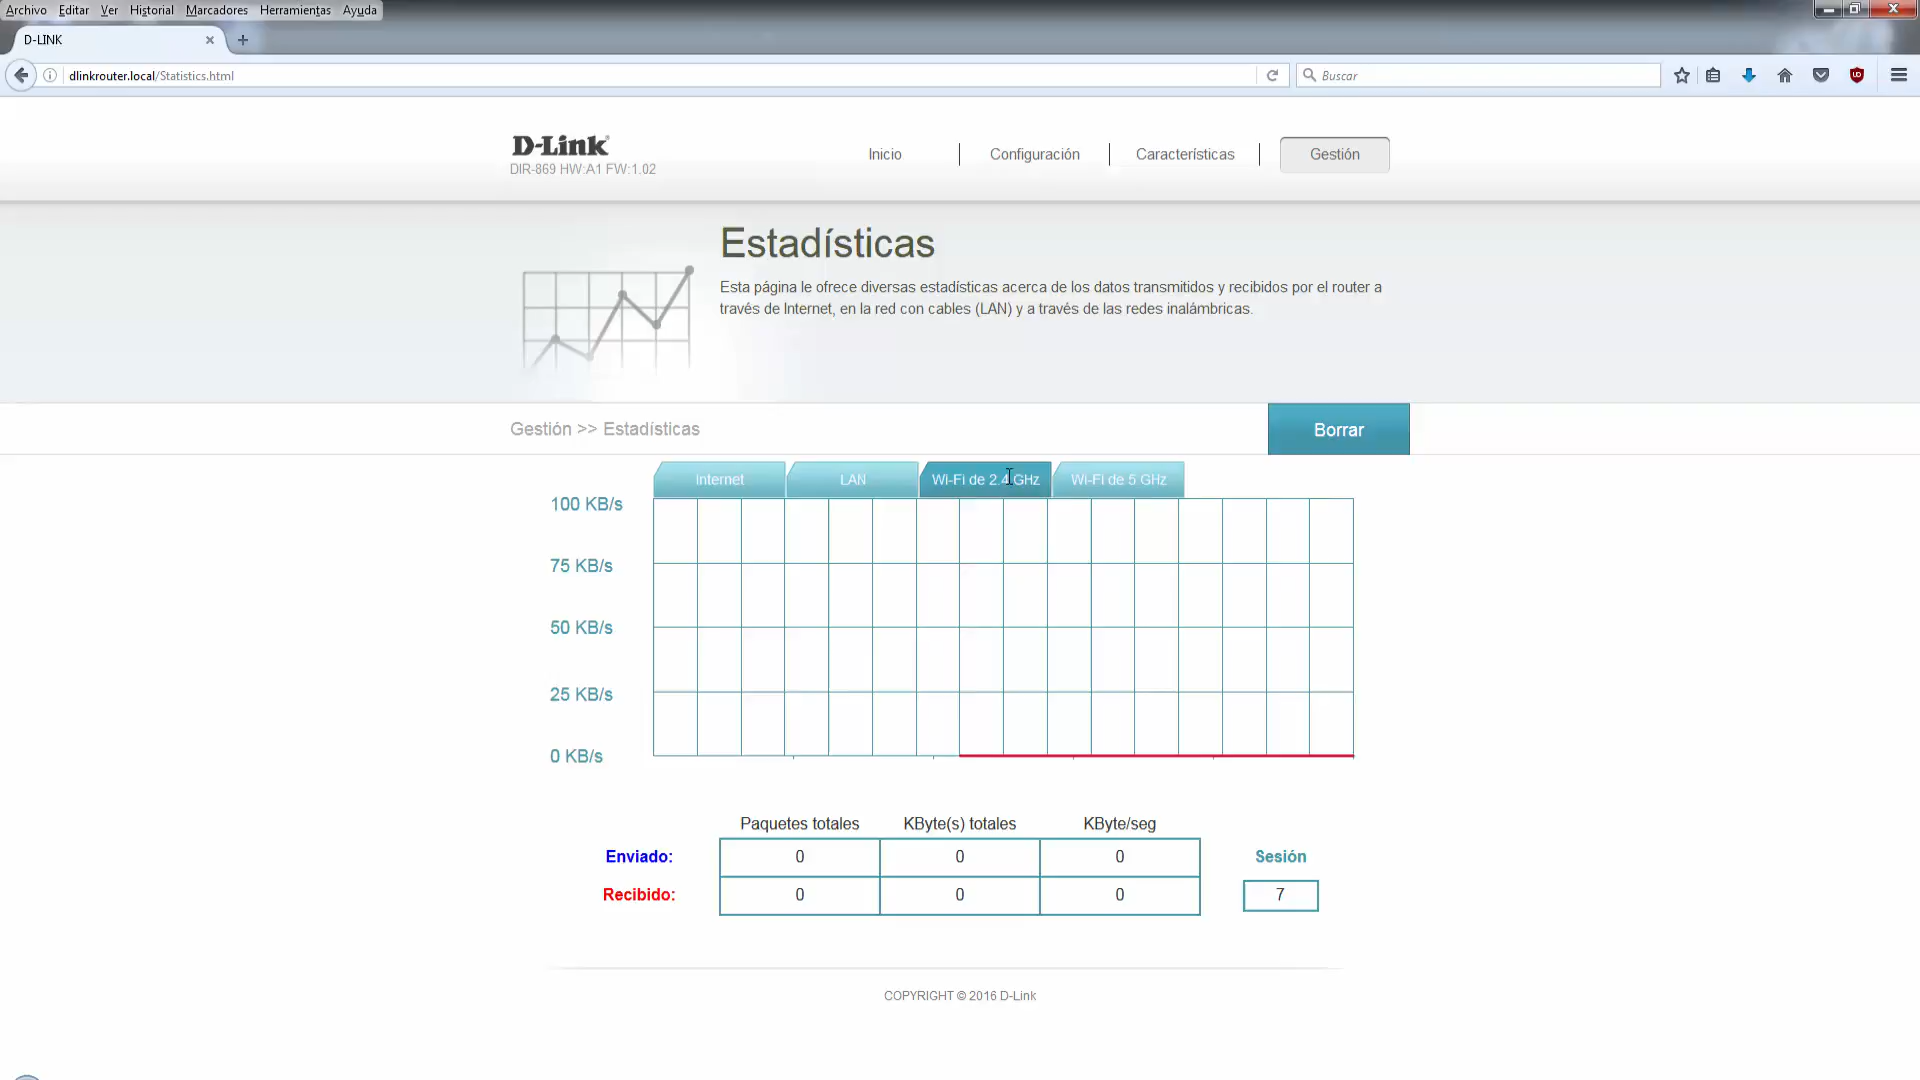 Archivo Editar Ver Historial Marcadores Herramientas Ayuda
D-LINK
dlinkrouter.local/Statistics.html
Buscar
D-Link
DIR-869 HW:A1 FW:1.02
Inicio
Configuración
Características
Gestión
Estadísticas
Esta página le ofrece diversas estadísticas acerca de los datos transmitidos y recibidos por el router a
través de Internet, en la red con cables (LAN) y a través de las redes inalámbricas.
Gestión >> Estadísticas
Borrar
Internet
LAN
Wi-Fi de 2.4 GHz
Wi-Fi de 5 GHz
100 KB/s
75 KB/s
50 KB/s
25 KB/s
0 KB/s
Paquetes totales KByte(s) totales KByte/seg
Enviado: 0 0 0 Sesión
Recibido: 0 0 0 7
COPYRIGHT © 2016 D-Link